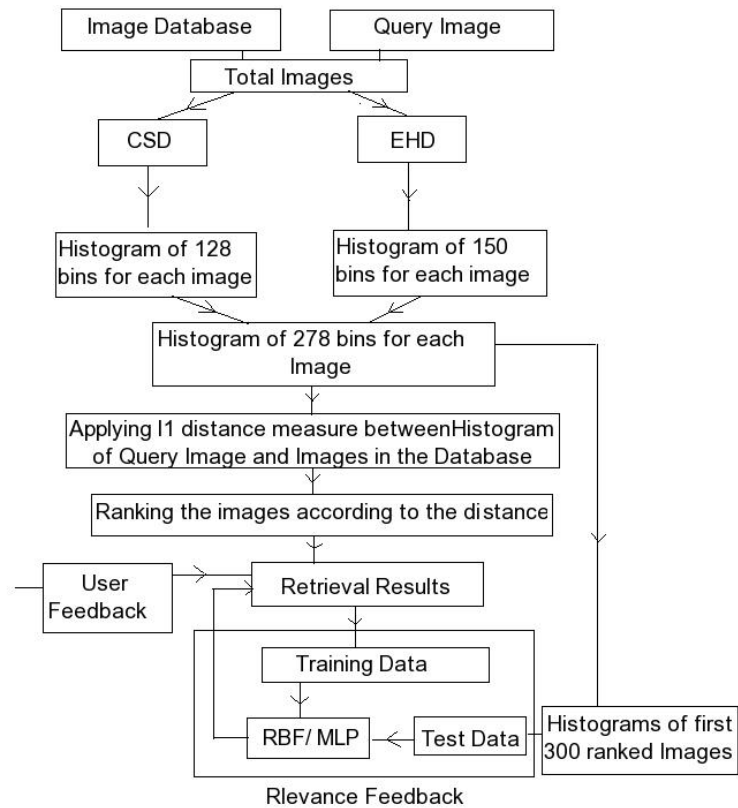 Image Database
Query Image
Total Images
CSD
EHD
Histogram of 128
bins for each image
Histogram of 150
bins for each image
Histogram of 278 bins for each
Image
Applying l1 distance measure betweenHistogram
of Query Image and Images in the Database
Ranking the images according to the distance
User
Feedback
Retrieval Results
Training Data
RBF/ MLP
Test Data
Histograms of first
300 ranked Images
Rlevance Feedback